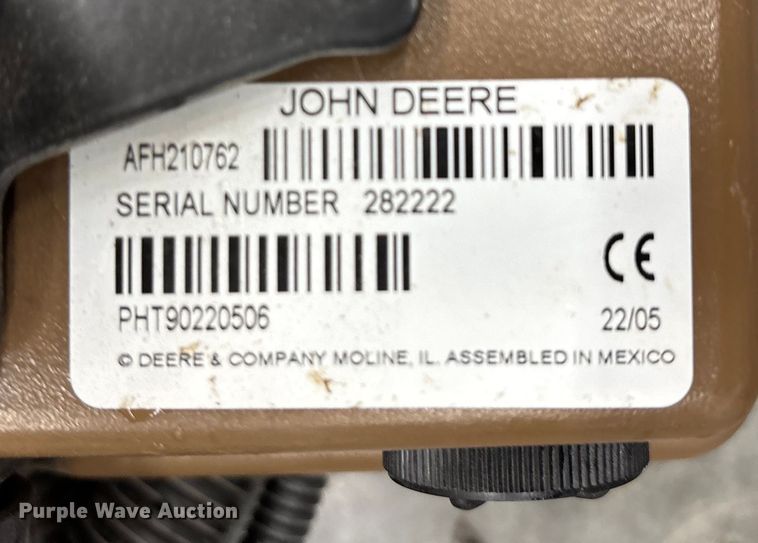 JOHN DEERE
AFH210762
SERIAL NUMBER 282222
CE
PHT90220506 22/05
© DEERE & COMPANY MOLINE, IL. ASSEMBLED IN MEXICO
Purple Wave Auction